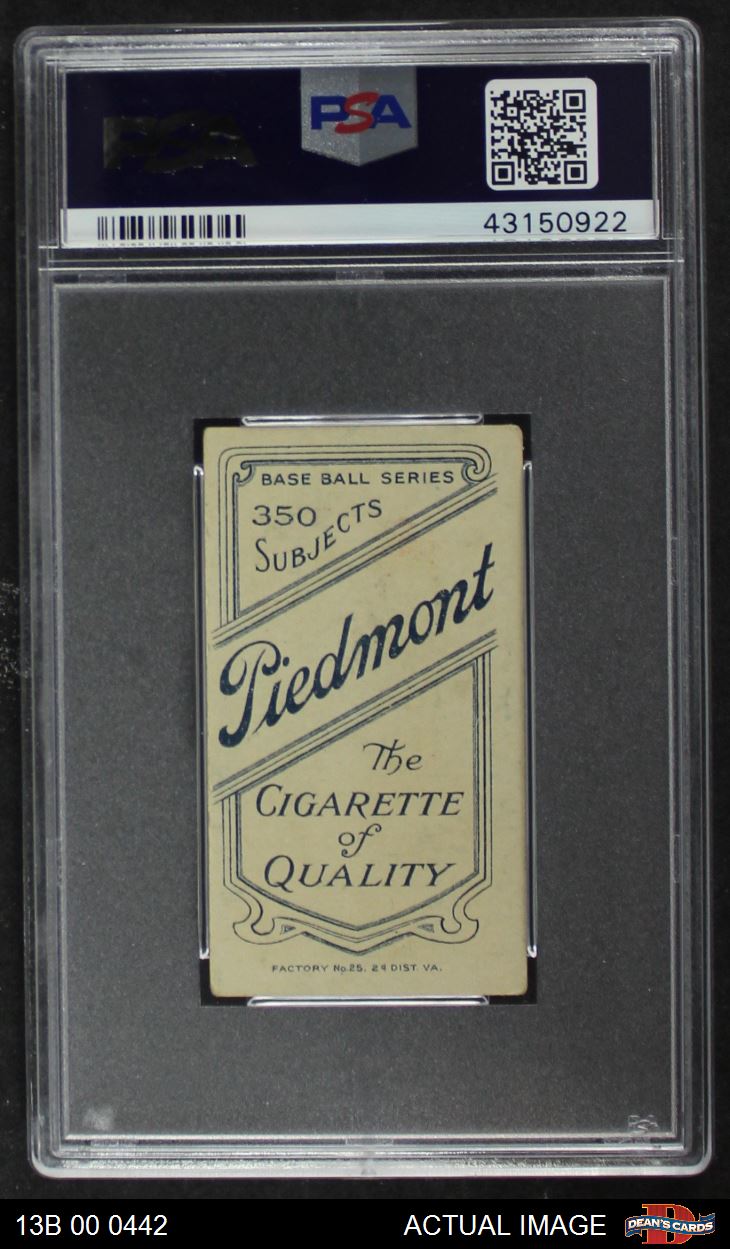 PSA
PSA
43150922
BASE BALL SERIES
350
SUBJECTS
Piedmont
The
CIGARETTE
of
QUALITY
FACTORY No. 25, 2d DIST. VA.
PSA
13B 00 0442
ACTUAL IMAGE
D
DEAN'S CARDS